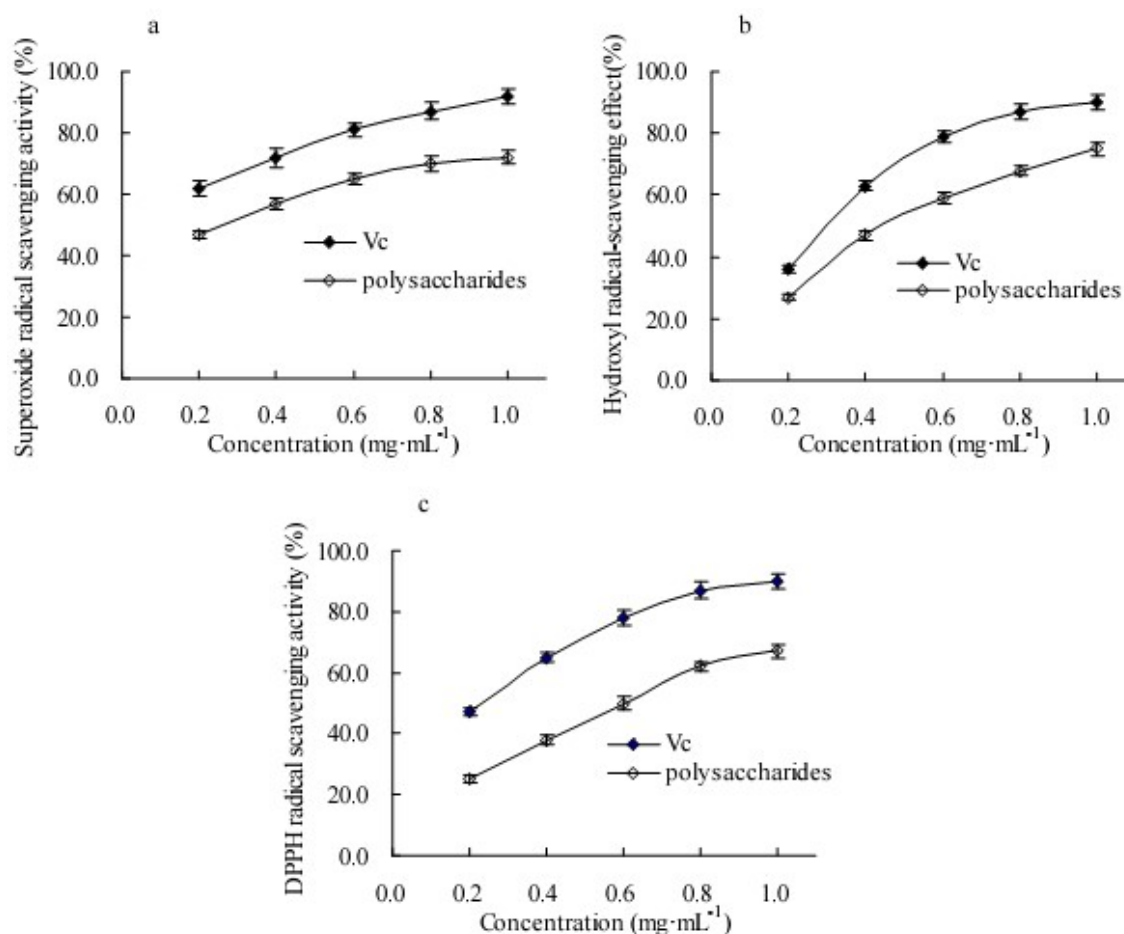 a
Superoxide radical scavenging activity (%)
100.0
80.0
60.0
40.0
20.0
0.0
Vc
polysaccharides
0.0 0.2 0.4 0.6 0.8 1.0
Concentration (mg·mL⁻¹)
b
Hydroxyl radical-scavenging effect(%)
100.0
80.0
60.0
40.0
20.0
0.0
Vc
polysaccharides
0.0 0.2 0.4 0.6 0.8 1.0
Concentration (mg·mL⁻¹)
c
DPPH radical scavenging activity (%)
100.0
80.0
60.0
40.0
20.0
0.0
Vc
polysaccharides
0.0 0.2 0.4 0.6 0.8 1.0
Concentration (mg·mL⁻¹)